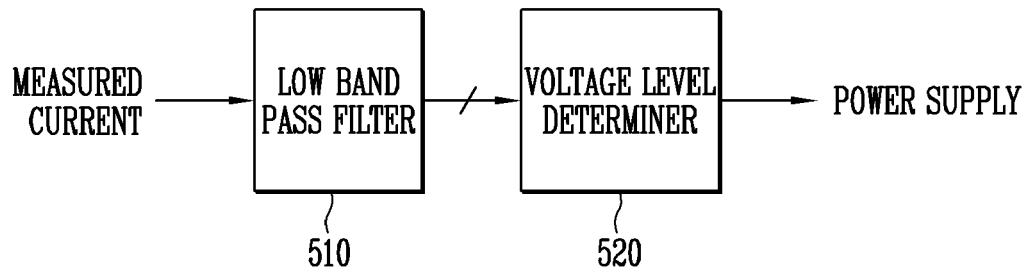 MEASURED
CURRENT
LOW BAND
PASS FILTER
VOLTAGE LEVEL
DETERMINER
POWER SUPPLY
510
520